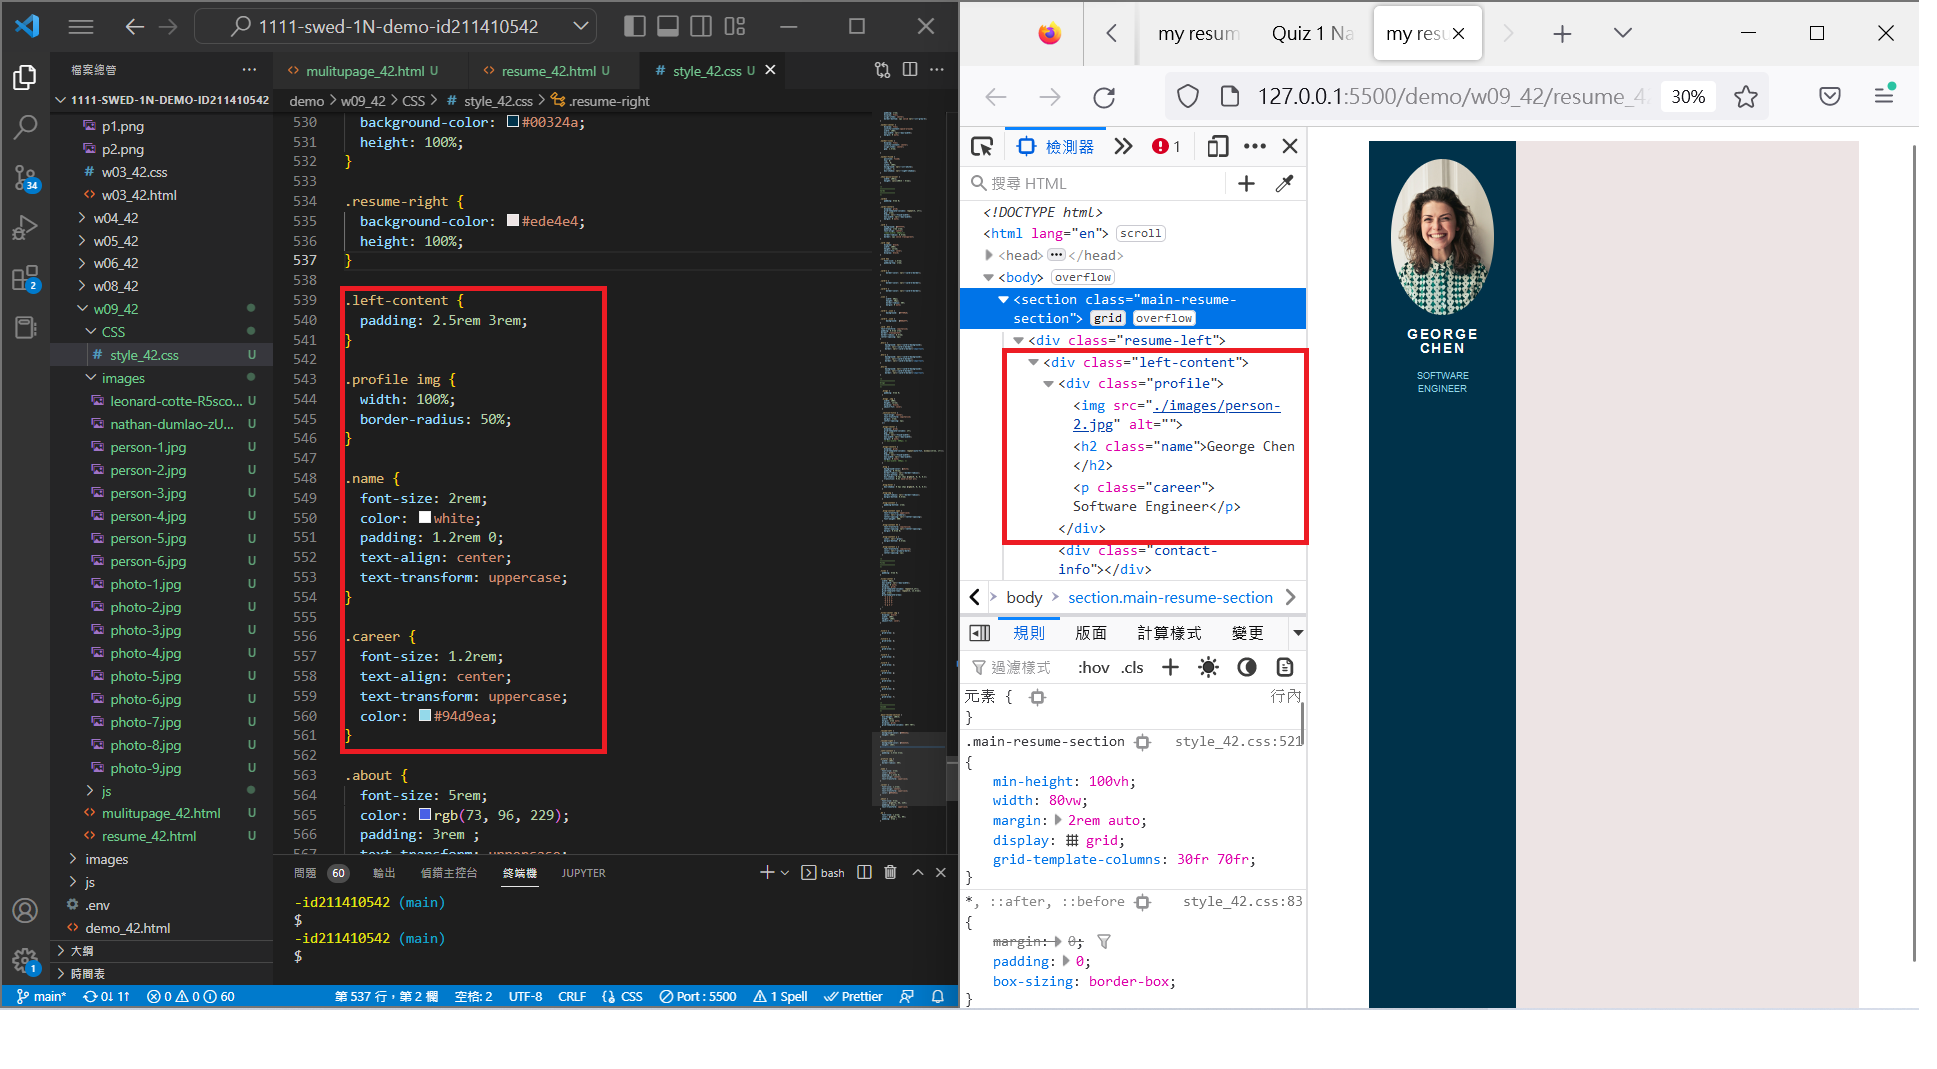 1111-swed-1N-demo-id211410542
檔案總管
1111-SWED-1N-DEMO-ID211410542
p1.png
p2.png
# w03_42.css
<> w03_42.html
w04_42
w05_42
w06_42
w08_42
w09_42
CSS
# style_42.css U
images
leonard-cotte-R5sco... U
nathan-dumlao-zU... U
person-1.jpg U
person-2.jpg U
person-3.jpg U
person-4.jpg U
person-5.jpg U
person-6.jpg U
photo-1.jpg U
photo-2.jpg U
photo-3.jpg U
photo-4.jpg U
photo-5.jpg U
photo-6.jpg U
photo-7.jpg U
photo-8.jpg U
photo-9.jpg U
js
<> mulitupage_42.html U
<> resume_42.html U
images
js
.env
<> demo_42.html
大綱
時間表
34
2
1
<> mulitupage_42.html U
<> resume_42.html U
# style_42.css U
demo > w09_42 > CSS > # style_42.css > .resume-right
530 background-color: #00324a;
531 height: 100%;
532 }
533
534 .resume-right {
535 background-color: #ede4e4;
536 height: 100%;
537 }
538
539 .left-content {
540 padding: 2.5rem 3rem;
541 }
542
543 .profile img {
544 width: 100%;
545 border-radius: 50%;
546 }
547
548 .name {
549 font-size: 2rem;
550 color: white;
551 padding: 1.2rem 0;
552 text-align: center;
553 text-transform: uppercase;
554 }
555
556 .career {
557 font-size: 1.2rem;
558 text-align: center;
559 text-transform: uppercase;
560 color: #94d9ea;
561 }
562
563 .about {
564 font-size: 5rem;
565 color: rgb(73, 96, 229);
566 padding: 3rem ;
567 text-transform: uppercase;
問題 60 輸出 偵錯主控台 終端機 JUPYTER
bash
-id211410542 (main)
$
-id211410542 (main)
$
main* 0↓ 1↑ 0 0 60
第 537 行，第 2 欄 空格: 2 UTF-8 CRLF {} CSS Port : 5500 1 Spell Prettier
my resum
Quiz 1 Na
my resu
127.0.0.1:5500/demo/w09_42/resume_4
30%
檢測器
1
搜尋 HTML
<!DOCTYPE html>
<html lang="en"> scroll
<head> ••• </head>
<body> overflow
<section class="main-resume-
section"> grid overflow
<div class="resume-left">
<div class="left-content">
<div class="profile">
<img src="./images/person-
2.jpg" alt="">
<h2 class="name">George Chen
</h2>
<p class="career">
Software Engineer</p>
</div>
<div class="contact-
info"></div>
body > section.main-resume-section
規則 版面 計算樣式 變更
過濾樣式 :hov .cls
元素 { 行內
}
.main-resume-section style_42.css:521
{
min-height: 100vh;
width: 80vw;
margin: 2rem auto;
display: grid;
grid-template-columns: 30fr 70fr;
}
*, ::after, ::before style_42.css:83
{
margin: 0;
padding: 0;
box-sizing: border-box;
}
GEORGE
CHEN
SOFTWARE
ENGINEER